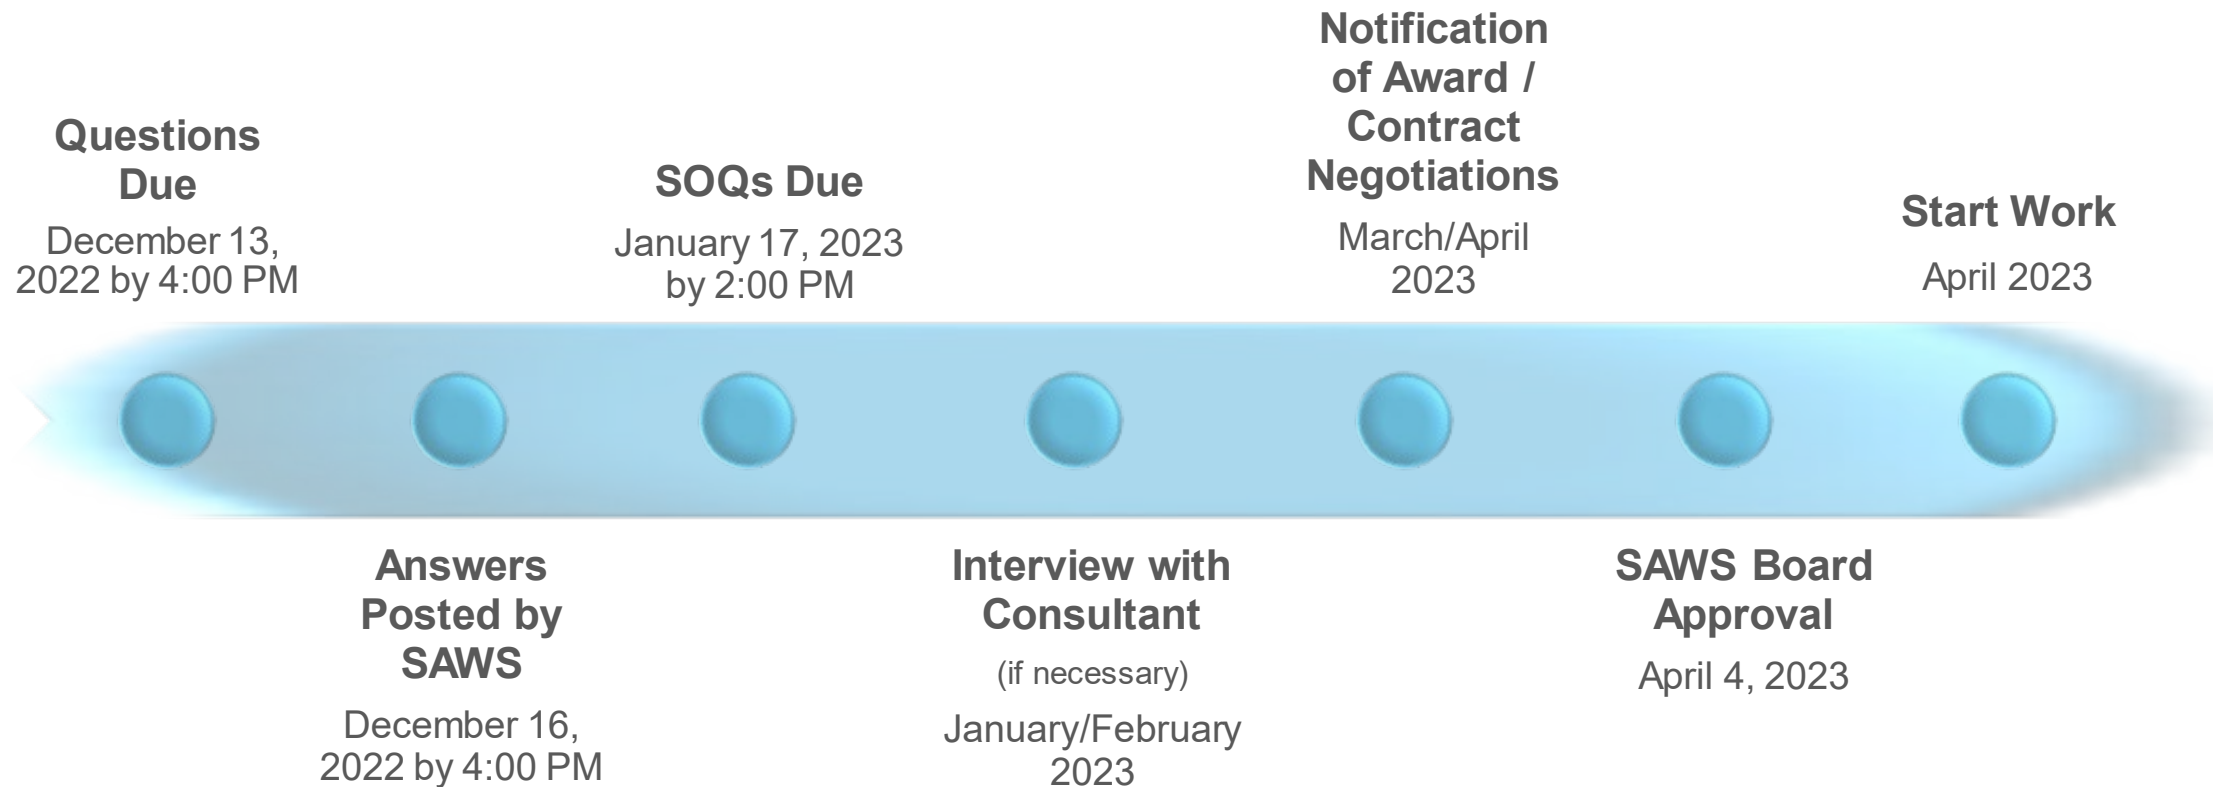 Questions
Due
December 13,
2022 by 4:00 PM
Answers
Posted by
SAWS
December 16,
2022 by 4:00 PM
SOQs Due
January 17, 2023
by 2:00 PM
Interview with
Consultant
(if necessary)
January/February
2023
Notification
of Award /
Contract
Negotiations
March/April
2023
SAWS Board
Approval
April 4, 2023
Start Work
April 2023